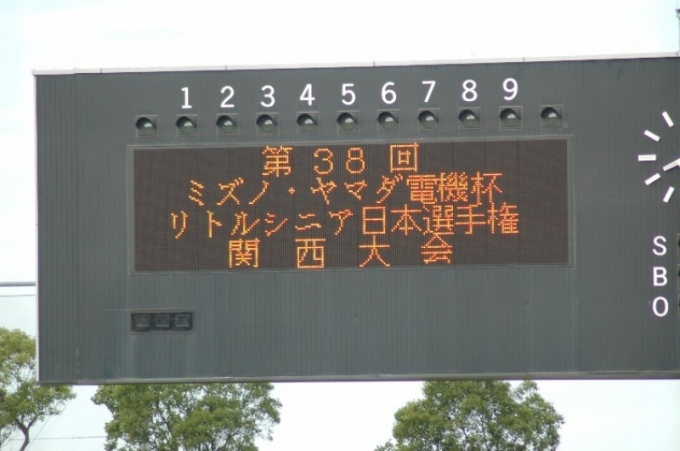 1 2 3 4 5 6 7 8 9
第38回
ミズノ・ヤマダ電機杯
リトルシニア日本選手権
関西大会
S
B
O